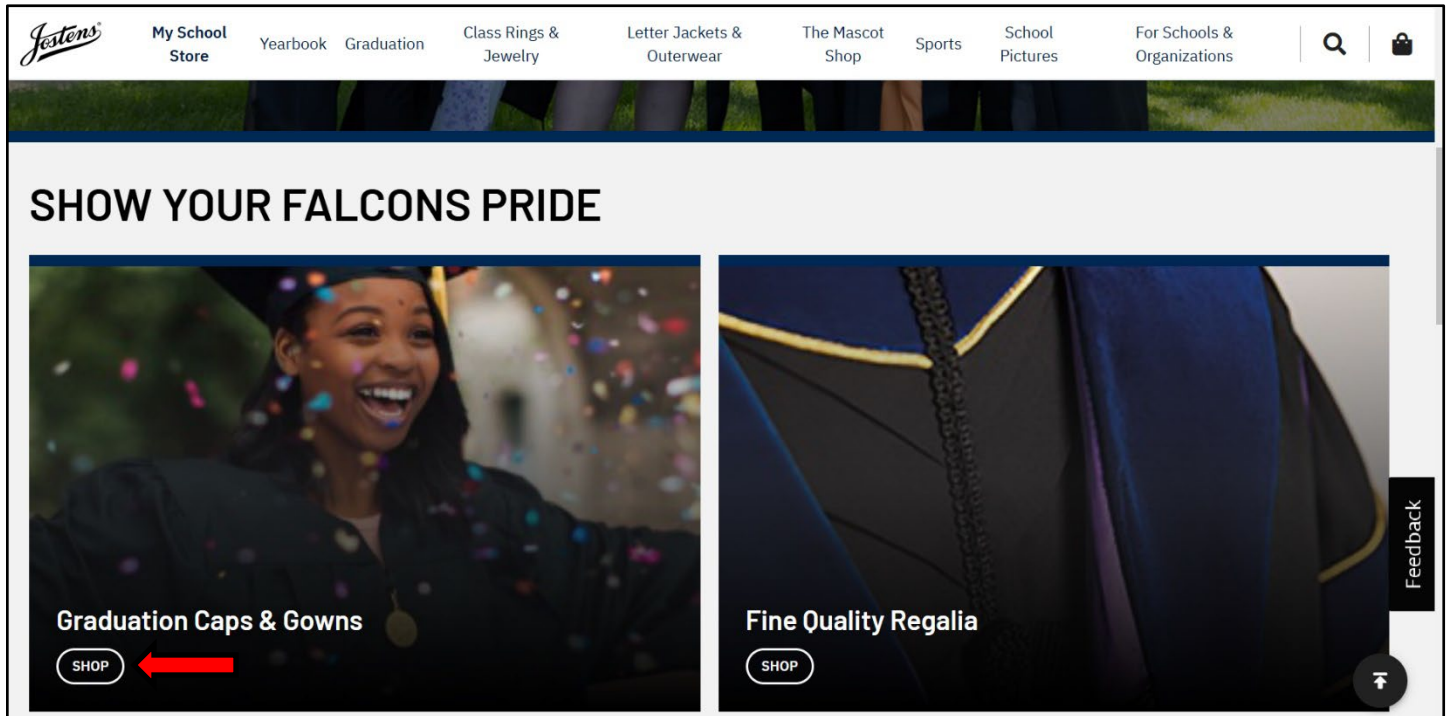 Jostens
My School
Store
Yearbook
Graduation
Class Rings &
Jewelry
Letter Jackets &
Outerwear
The Mascot
Shop
Sports
School
Pictures
For Schools &
Organizations
SHOW YOUR FALCONS PRIDE
Graduation Caps & Gowns
SHOP
Fine Quality Regalia
SHOP
Feedback